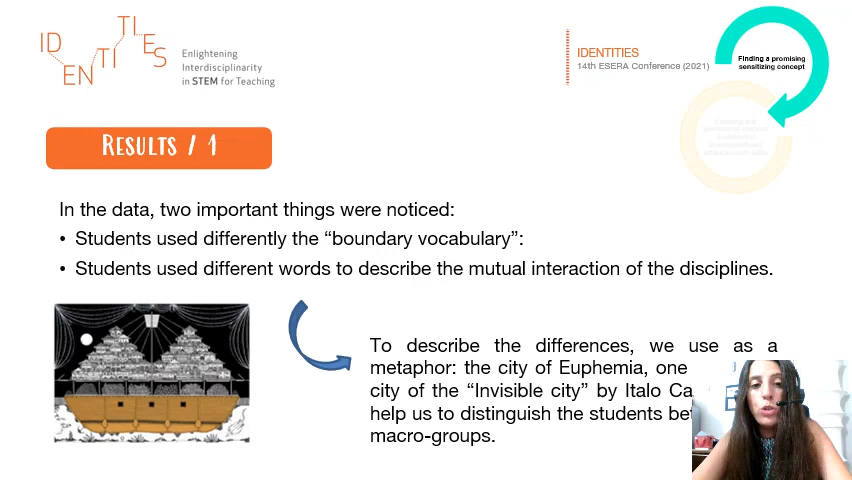 IDENTITIES
Enlightening
Interdisciplinarity
in STEM for Teaching
IDENTITIES
14th ESERA Conference (2021)
Finding a promising
sensitizing concept
RESULTS / 1
In the data, two important things were noticed:
• Students used differently the “boundary vocabulary”:
• Students used different words to describe the mutual interaction of the disciplines.
To describe the differences, we use as a
metaphor: the city of Euphemia, one
city of the “Invisible city” by Italo
help us to distinguish the students
macro-groups.